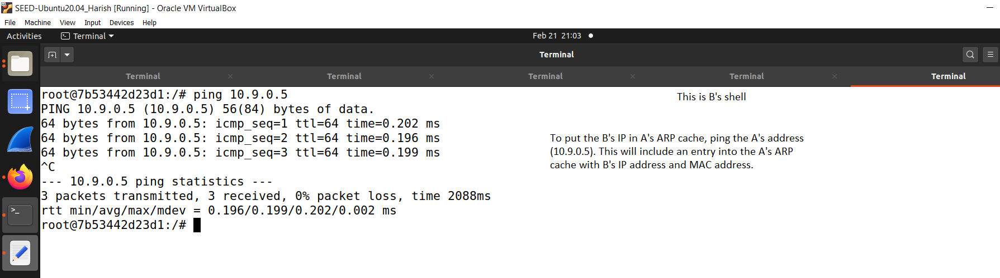 SEED-Ubuntu20.04_Harish [Running] - Oracle VM VirtualBox
File Machine View Input Devices Help
Activities Terminal Feb 21 21:03
Terminal
Terminal × Terminal × Terminal × Terminal × Terminal
root@7b53442d23d1:/# ping 10.9.0.5
PING 10.9.0.5 (10.9.0.5) 56(84) bytes of data.
64 bytes from 10.9.0.5: icmp_seq=1 ttl=64 time=0.202 ms
64 bytes from 10.9.0.5: icmp_seq=2 ttl=64 time=0.196 ms
64 bytes from 10.9.0.5: icmp_seq=3 ttl=64 time=0.199 ms
^C
--- 10.9.0.5 ping statistics ---
3 packets transmitted, 3 received, 0% packet loss, time 2088ms
rtt min/avg/max/mdev = 0.196/0.199/0.202/0.002 ms
root@7b53442d23d1:/#
This is B's shell
To put the B's IP in A's ARP cache, ping the A's address
(10.9.0.5). This will include an entry into the A's ARP
cache with B's IP address and MAC address.